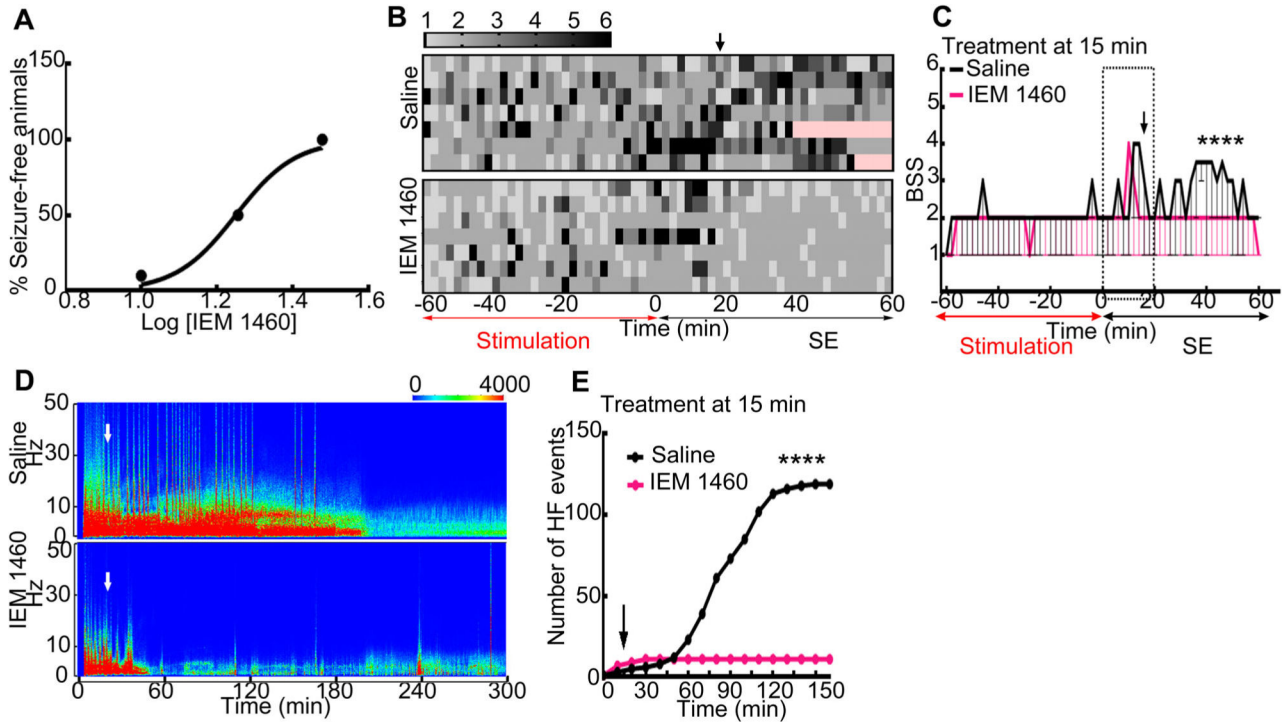 A
% Seizure-free animals
150
100
50
0
0.8 1.0 1.2 1.4 1.6
Log [IEM 1460]
B
1 2 3 4 5 6
Saline
IEM 1460
-60 -40 -20 0 20 40 60
Time (min)
Stimulation SE
C
Treatment at 15 min
Saline
IEM 1460
****
BSS
6
5
4
3
2
1
-60 -40 -20 0 20 40 60
Time (min)
Stimulation SE
D
0 4000
Saline
Hz
50
30
10
0
IEM 1460
Hz
50
30
10
0
0 60 120 180 240 300
Time (min)
E
Treatment at 15 min
Saline
IEM 1460
****
Number of HF events
150
100
50
0
0 30 60 90 120 150
Time (min)